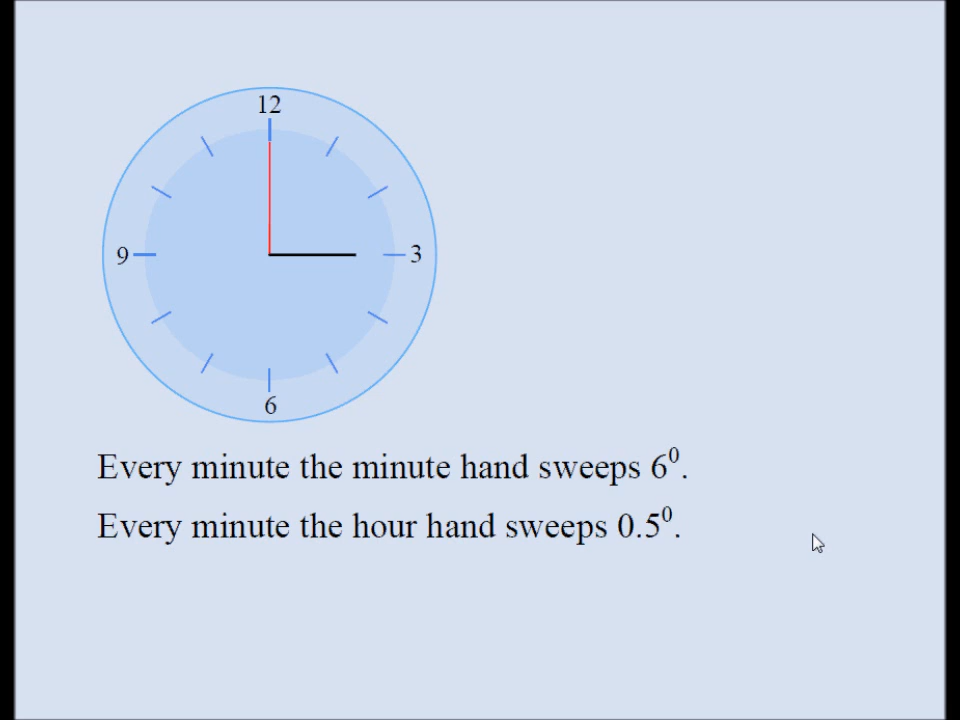 12
9
3
6
Every minute the minute hand sweeps 6⁰.
Every minute the hour hand sweeps 0.5⁰.